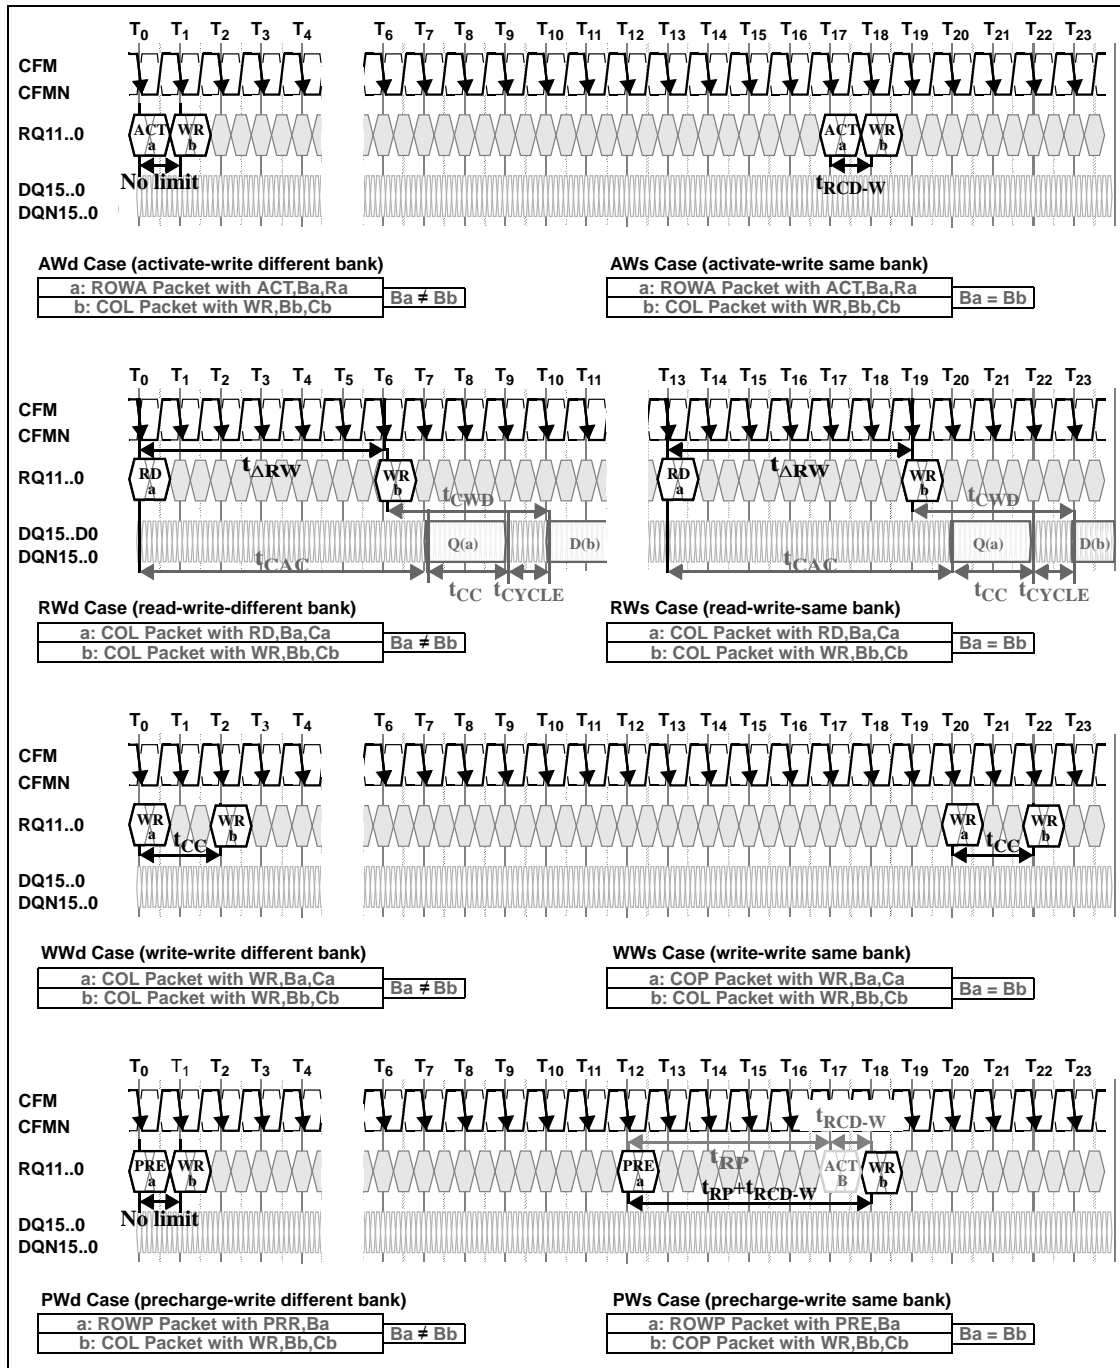 T0 T1 T2 T3 T4 T6 T7 T8 T9 T10 T11 T12 T13 T14 T15 T16 T17 T18 T19 T20 T21 T22 T23
CFM
CFMN
RQ11..0
ACT a
WR b
ACT a
WR b
No limit
tRCD-W
DQ15..0
DQN15..0
AWd Case (activate-write different bank)
a: ROWA Packet with ACT,Ba,Ra
b: COL Packet with WR,Bb,Cb
Ba ≠ Bb
AWs Case (activate-write same bank)
a: ROWA Packet with ACT,Ba,Ra
b: COL Packet with WR,Bb,Cb
Ba = Bb
T0 T1 T2 T3 T4 T5 T6 T7 T8 T9 T10 T11 T13 T14 T15 T16 T17 T18 T19 T20 T21 T22 T23
CFM
CFMN
tΔRW
tΔRW
RQ11..0
RD a
WR b
RD a
WR b
tCWD
tCWD
DQ15..D0
DQN15..0
Q(a)
D(b)
Q(a)
D(b)
tCAC
tCC
tCYCLE
tCAC
tCC
tCYCLE
RWd Case (read-write-different bank)
a: COL Packet with RD,Ba,Ca
b: COL Packet with WR,Bb,Cb
Ba ≠ Bb
RWs Case (read-write-same bank)
a: COL Packet with RD,Ba,Ca
b: COL Packet with WR,Bb,Cb
Ba = Bb
T0 T1 T2 T3 T4 T6 T7 T8 T9 T10 T11 T12 T13 T14 T15 T16 T17 T18 T19 T20 T21 T22 T23
CFM
CFMN
RQ11..0
WR a
WR b
WR a
WR b
tCC
tCC
DQ15..0
DQN15..0
WWd Case (write-write different bank)
a: COL Packet with WR,Ba,Ca
b: COL Packet with WR,Bb,Cb
Ba ≠ Bb
WWs Case (write-write same bank)
a: COP Packet with WR,Ba,Ca
b: COL Packet with WR,Bb,Cb
Ba = Bb
T0 T1 T2 T3 T4 T6 T7 T8 T9 T10 T11 T12 T13 T14 T15 T16 T17 T18 T19 T20 T21 T22 T23
CFM
CFMN
tRCD-W
RQ11..0
PRE a
WR b
PRE a
tRP
ACT B
WR b
No limit
tRP+tRCD-W
DQ15..0
DQN15..0
PWd Case (precharge-write different bank)
a: ROWP Packet with PRR,Ba
b: COL Packet with WR,Bb,Cb
Ba ≠ Bb
PWs Case (precharge-write same bank)
a: ROWP Packet with PRE,Ba
b: COP Packet with WR,Bb,Cb
Ba = Bb